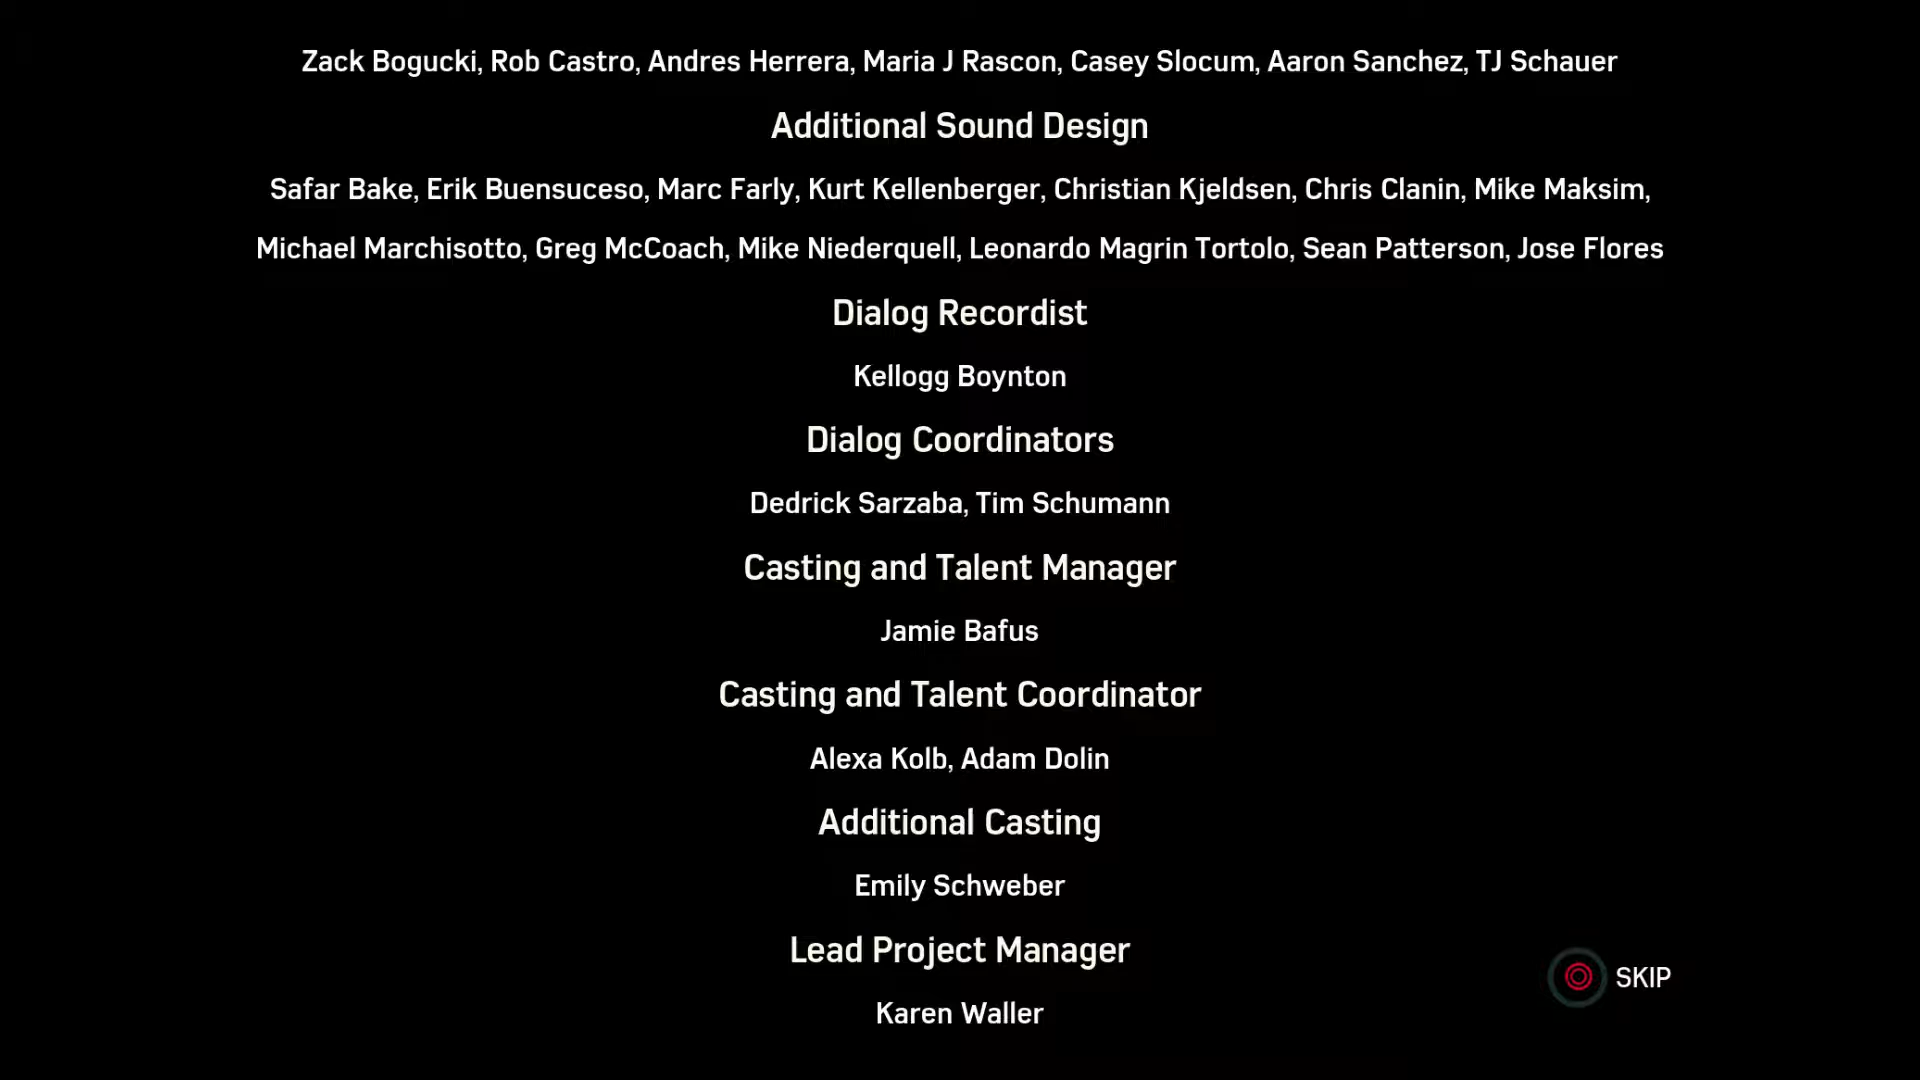 Zack Bogucki, Rob Castro, Andres Herrera, Maria J Rascon, Casey Slocum, Aaron Sanchez, TJ Schauer
Additional Sound Design
Safar Bake, Erik Buensuceso, Marc Farly, Kurt Kellenberger, Christian Kjeldsen, Chris Clanin, Mike Maksim,
Michael Marchisotto, Greg McCoach, Mike Niederquell, Leonardo Magrin Tortolo, Sean Patterson, Jose Flores
Dialog Recordist
Kellogg Boynton
Dialog Coordinators
Dedrick Sarzaba, Tim Schumann
Casting and Talent Manager
Jamie Bafus
Casting and Talent Coordinator
Alexa Kolb, Adam Dolin
Additional Casting
Emily Schweber
Lead Project Manager
SKIP
Karen Waller